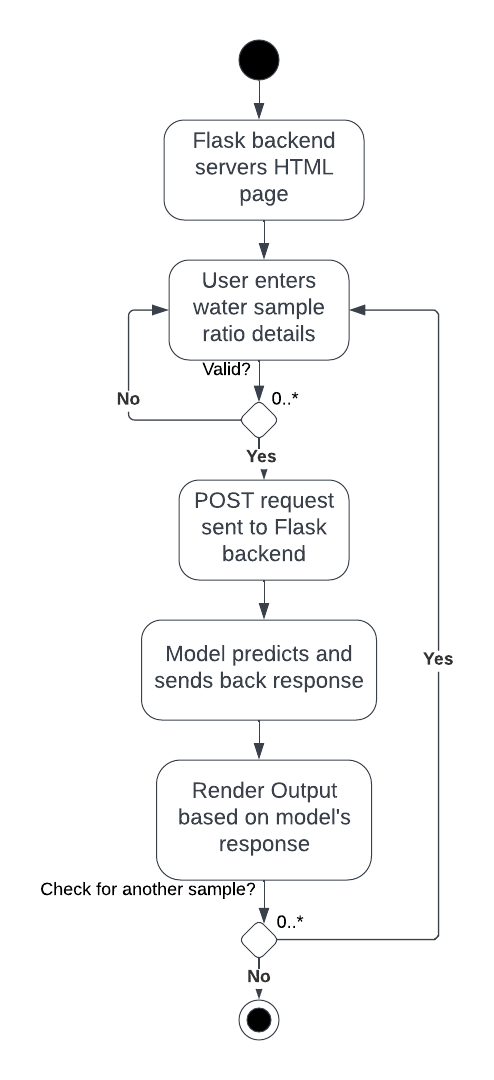 Flask backend
servers HTML
page
User enters
water sample
ratio details
Valid?
No
0..*
Yes
POST request
sent to Flask
backend
Model predicts and
sends back response
Yes
Render Output
based on model's
response
Check for another sample?
0..*
No